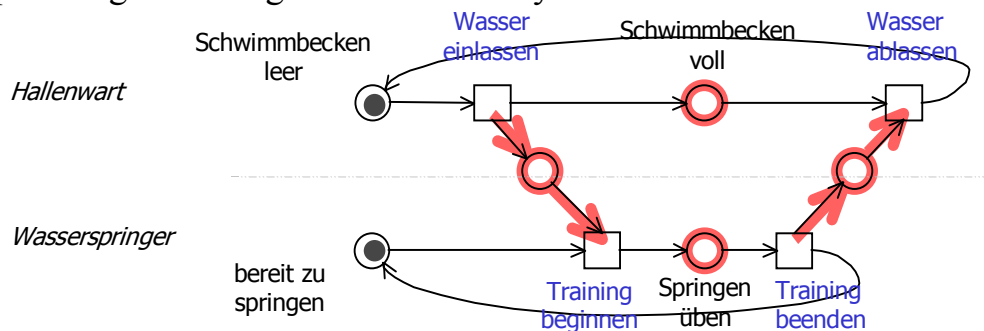 Schwimmbecken
leer
Wasser
einlassen
Schwimmbecken
voll
Wasser
ablassen
Hallenwart
Wasserspringer
bereit zu
springen
Training
beginnen
Springen
üben
Training
beenden